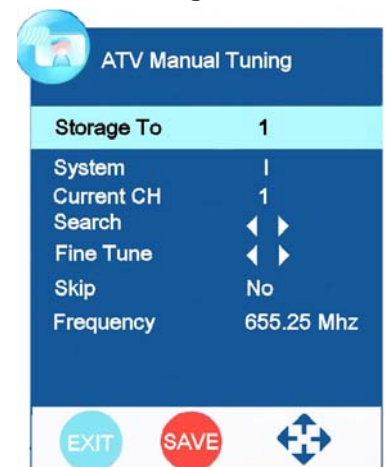 ATV Manual Tuning
Storage To 1
System I
Current CH 1
Search
Fine Tune
Skip No
Frequency 655.25 Mhz
EXIT SAVE